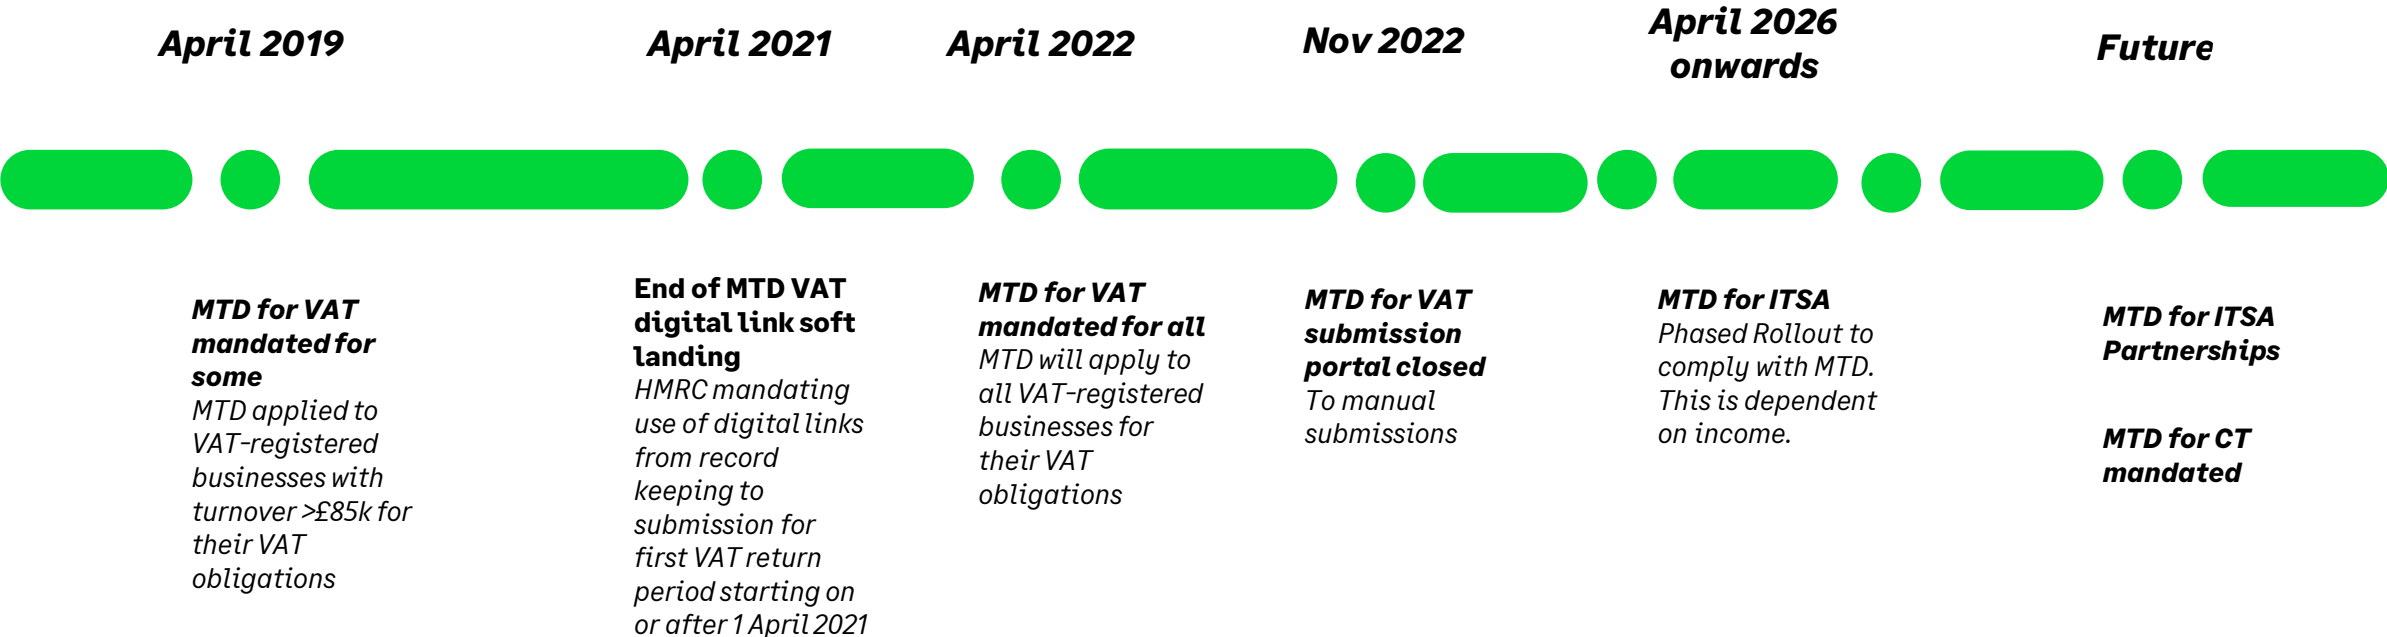 April 2019
April 2021
April 2022
Nov 2022
April 2026
onwards
Future
MTD for VAT
mandated for
some
MTD applied to
VAT-registered
businesses with
turnover >£85k for
their VAT
obligations
End of MTD VAT
digital link soft
landing
HMRC mandating
use of digital links
from record
keeping to
submission for
first VAT return
period starting on
or after 1 April 2021
MTD for VAT
mandated for all
MTD will apply to
all VAT-registered
businesses for
their VAT
obligations
MTD for VAT
submission
portal closed
To manual
submissions
MTD for ITSA
Phased Rollout to
comply with MTD.
This is dependent
on income.
MTD for ITSA
Partnerships
MTD for CT
mandated